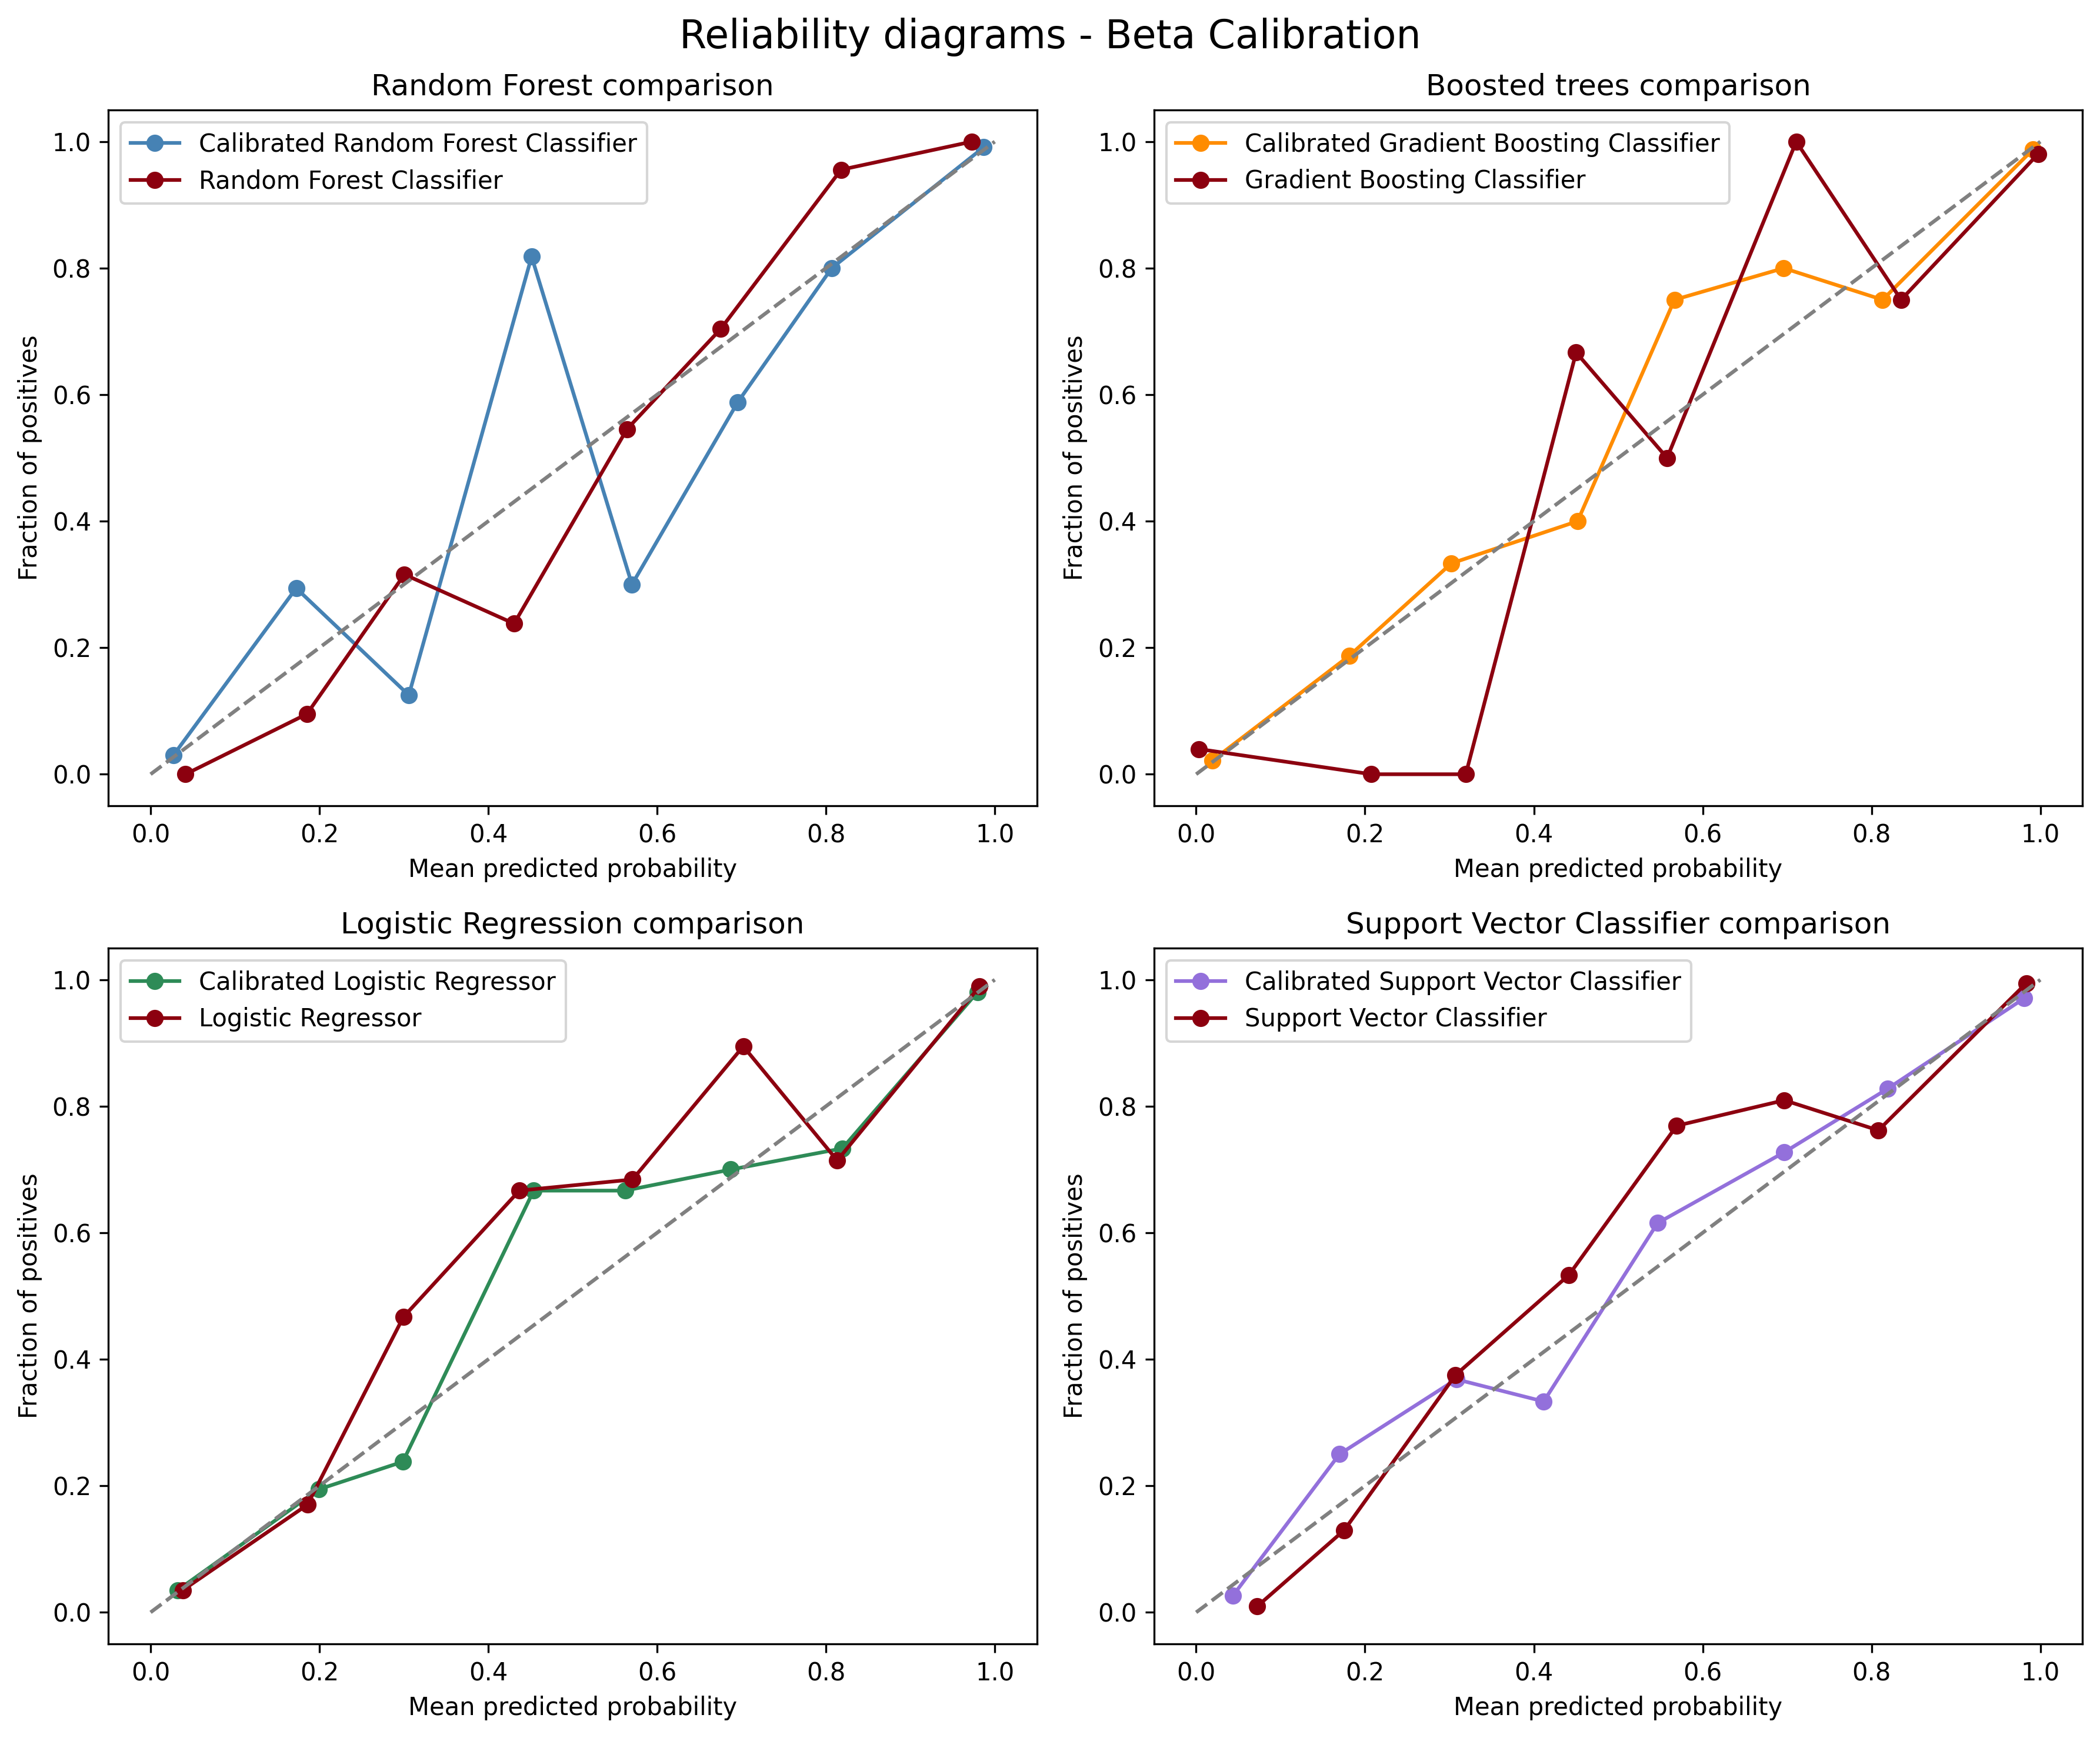 Reliability diagrams - Beta Calibration
Random Forest comparison
Calibrated Random Forest Classifier
Random Forest Classifier
1.0
0.8
0.6
0.4
0.2
0.0
Fraction of positives
0.0 0.2 0.4 0.6 0.8 1.0
Mean predicted probability
Boosted trees comparison
Calibrated Gradient Boosting Classifier
Gradient Boosting Classifier
1.0
0.8
0.6
0.4
0.2
0.0
Fraction of positives
0.0 0.2 0.4 0.6 0.8 1.0
Mean predicted probability
Logistic Regression comparison
Calibrated Logistic Regressor
Logistic Regressor
1.0
0.8
0.6
0.4
0.2
0.0
Fraction of positives
0.0 0.2 0.4 0.6 0.8 1.0
Mean predicted probability
Support Vector Classifier comparison
Calibrated Support Vector Classifier
Support Vector Classifier
1.0
0.8
0.6
0.4
0.2
0.0
Fraction of positives
0.0 0.2 0.4 0.6 0.8 1.0
Mean predicted probability